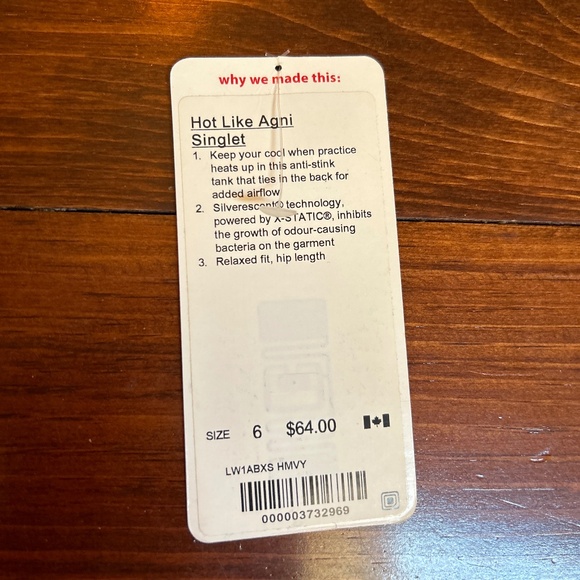 why we made this:
Hot Like Agni
Singlet
1. Keep your cool when practice
heats up in this anti-stink
tank that ties in the back for
added airflow
2. Silverescent® technology,
powered by X-STATIC®, inhibits
the growth of odour-causing
bacteria on the garment
3. Relaxed fit, hip length
SIZE 6 $64.00
LW1ABXS HMVY
000003732969